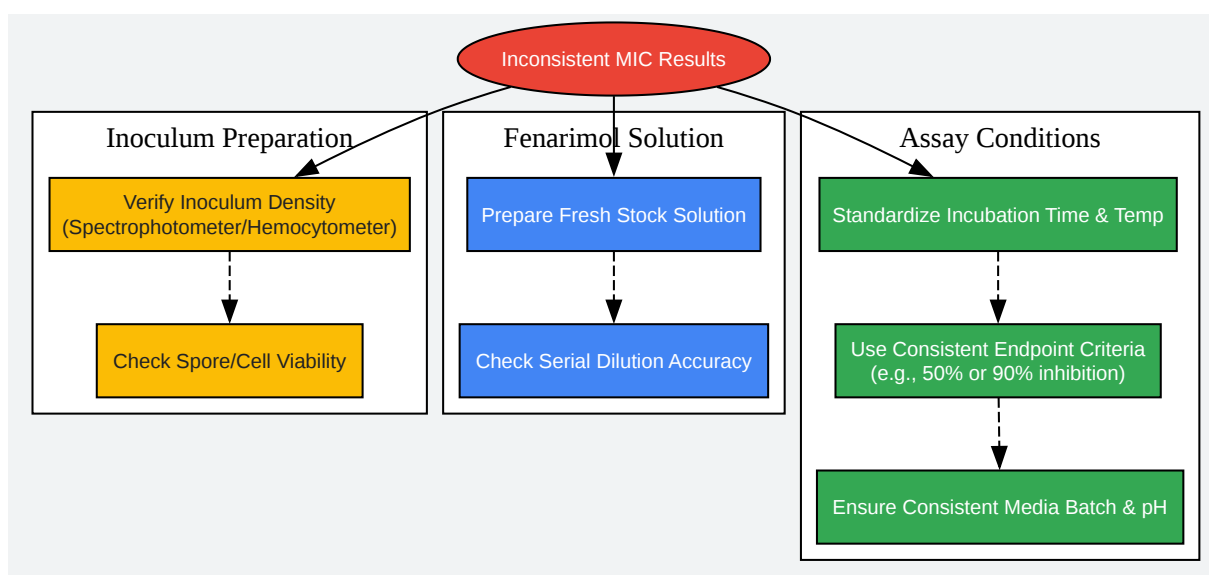 Inconsistent MIC Results
Inoculum Preparation
Verify Inoculum Density
(Spectrophotometer/Hemocytometer)
Check Spore/Cell Viability
Fenarimol Solution
Prepare Fresh Stock Solution
Check Serial Dilution Accuracy
Assay Conditions
Standardize Incubation Time & Temp
Use Consistent Endpoint Criteria
(e.g., 50% or 90% inhibition)
Ensure Consistent Media Batch & pH